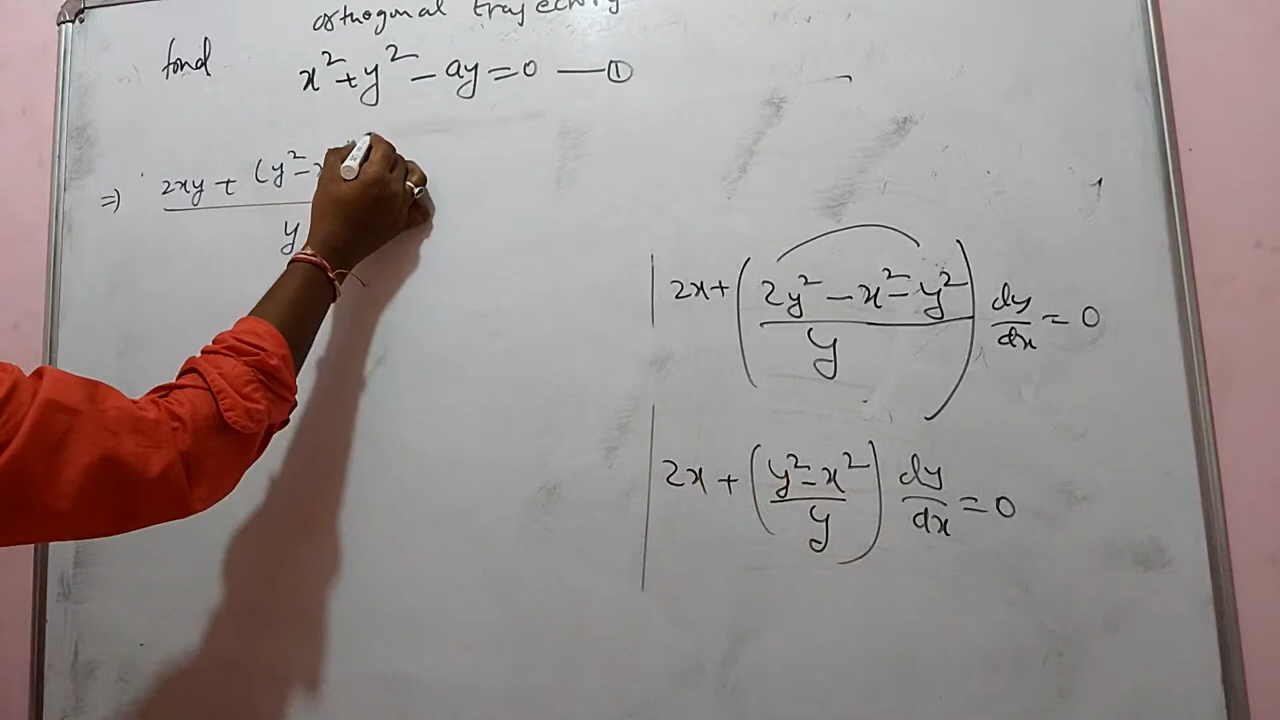 orthogonal trajectory
find x² + y² - ay = 0 —①
⇒ 2xy + (y² -
y
2x + ( 2y² - x² - y² / y ) dy/dx = 0
2x + ( y² - x² / y ) dy/dx = 0